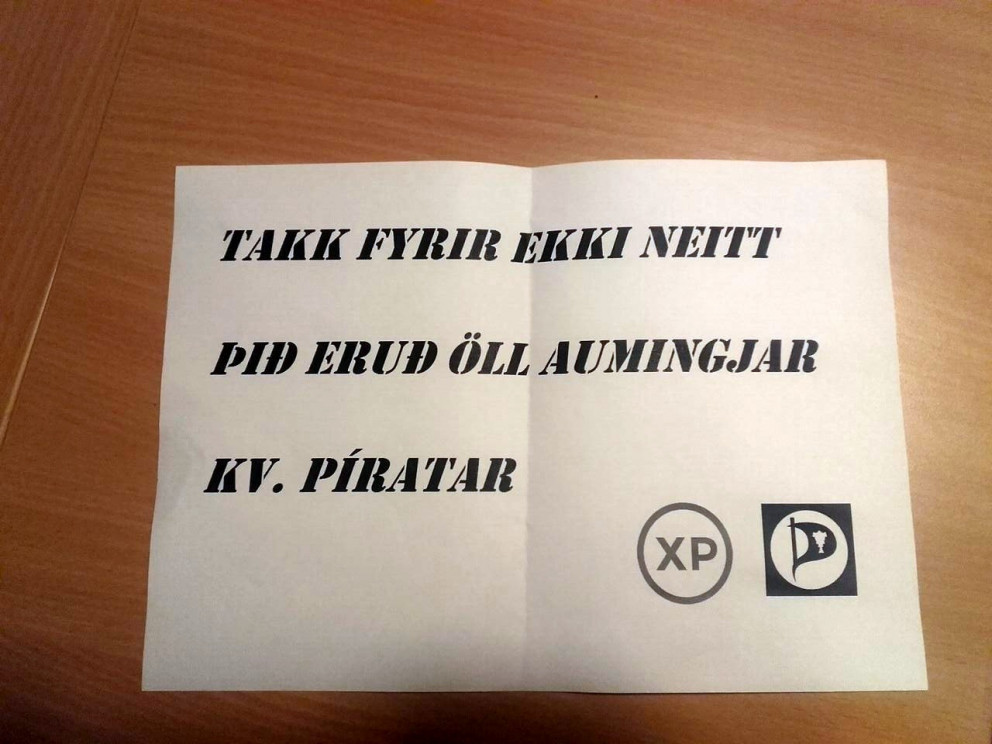 TAKK FYRIR EKKI NEITT
ÞIÐ ERUÐ ÖLL AUMINGJAR
KV. PÍRATAR
XP